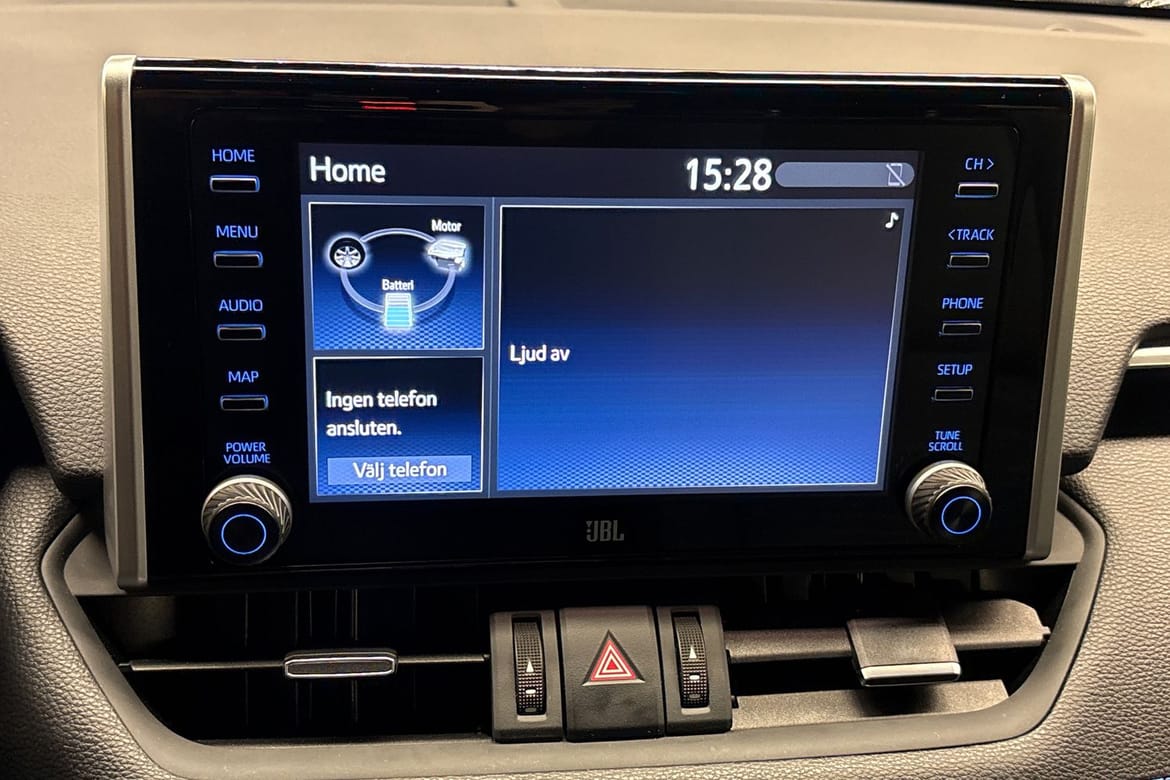 HOME
MENU
AUDIO
MAP
POWER
VOLUME
Home
15:28
Motor
Batteri
Ingen telefon
ansluten.
Välj telefon
Ljud av
CH >
<TRACK
PHONE
SETUP
TUNE
SCROLL
JBL